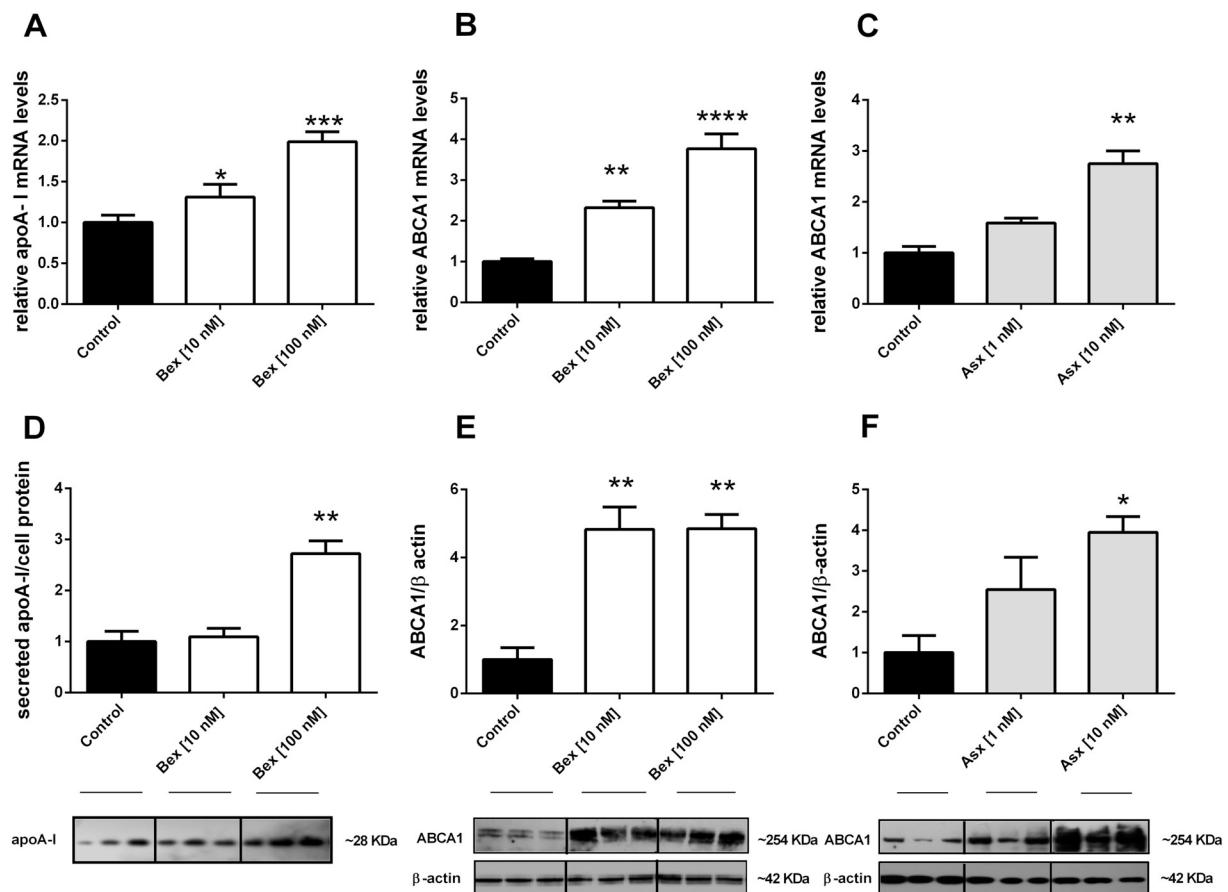 A
relative apoA- I mRNA levels
2.5
2.0
1.5
1.0
0.5
0.0
*
***
Control
Bex [10 nM]
Bex [100 nM]
B
relative ABCA1 mRNA levels
5
4
3
2
1
0
**
****
Control
Bex [10 nM]
Bex [100 nM]
C
relative ABCA1 mRNA levels
4
3
2
1
0
**
Control
Asx [1 nM]
Asx [10 nM]
D
secreted apoA-I/cell protein
4
3
2
1
0
**
Control
Bex [10 nM]
Bex [100 nM]
apoA-I
~28 KDa
E
ABCA1/β actin
6
4
2
0
**
**
Control
Bex [10 nM]
Bex [100 nM]
ABCA1
~254 KDa
β-actin
~42 KDa
F
ABCA1/β-actin
5
4
3
2
1
0
*
Control
Asx [1 nM]
Asx [10 nM]
ABCA1
~254 KDa
β-actin
~42 KDa